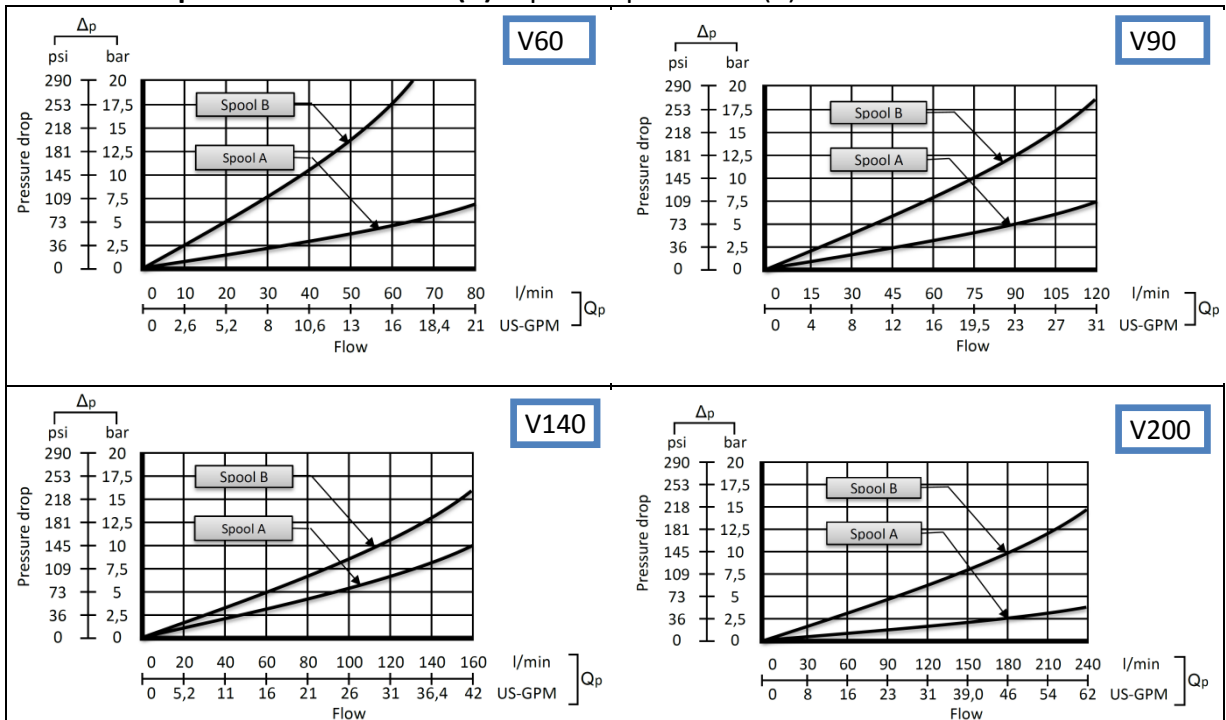 V60
Δp
psi bar
290 20
253 17,5
218 15
181 12,5
145 10
109 7,5
73 5
36 2,5
0 0
Pressure drop
Spool B
Spool A
0 10 20 30 40 50 60 70 80 l/min
0 2,6 5,2 8 10,6 13 16 18,4 21 US-GPM
Qp
Flow
V90
Δp
psi bar
290 20
253 17,5
218 15
181 12,5
145 10
109 7,5
73 5
36 2,5
0 0
Pressure drop
Spool B
Spool A
0 15 30 45 60 75 90 105 120 l/min
0 4 8 12 16 19,5 23 27 31 US-GPM
Qp
Flow
V140
Δp
psi bar
290 20
253 17,5
218 15
181 12,5
145 10
109 7,5
73 5
36 2,5
0 0
Pressure drop
Spool B
Spool A
0 20 40 60 80 100 120 140 160 l/min
0 5,2 11 16 21 26 31 36,4 42 US-GPM
Qp
Flow
V200
Δp
psi bar
290 20
253 17,5
218 15
181 12,5
145 10
109 7,5
73 5
36 2,5
0 0
Pressure drop
Spool B
Spool A
0 30 60 90 120 150 180 210 240 l/min
0 8 16 23 31 39,0 46 54 62 US-GPM
Qp
Flow